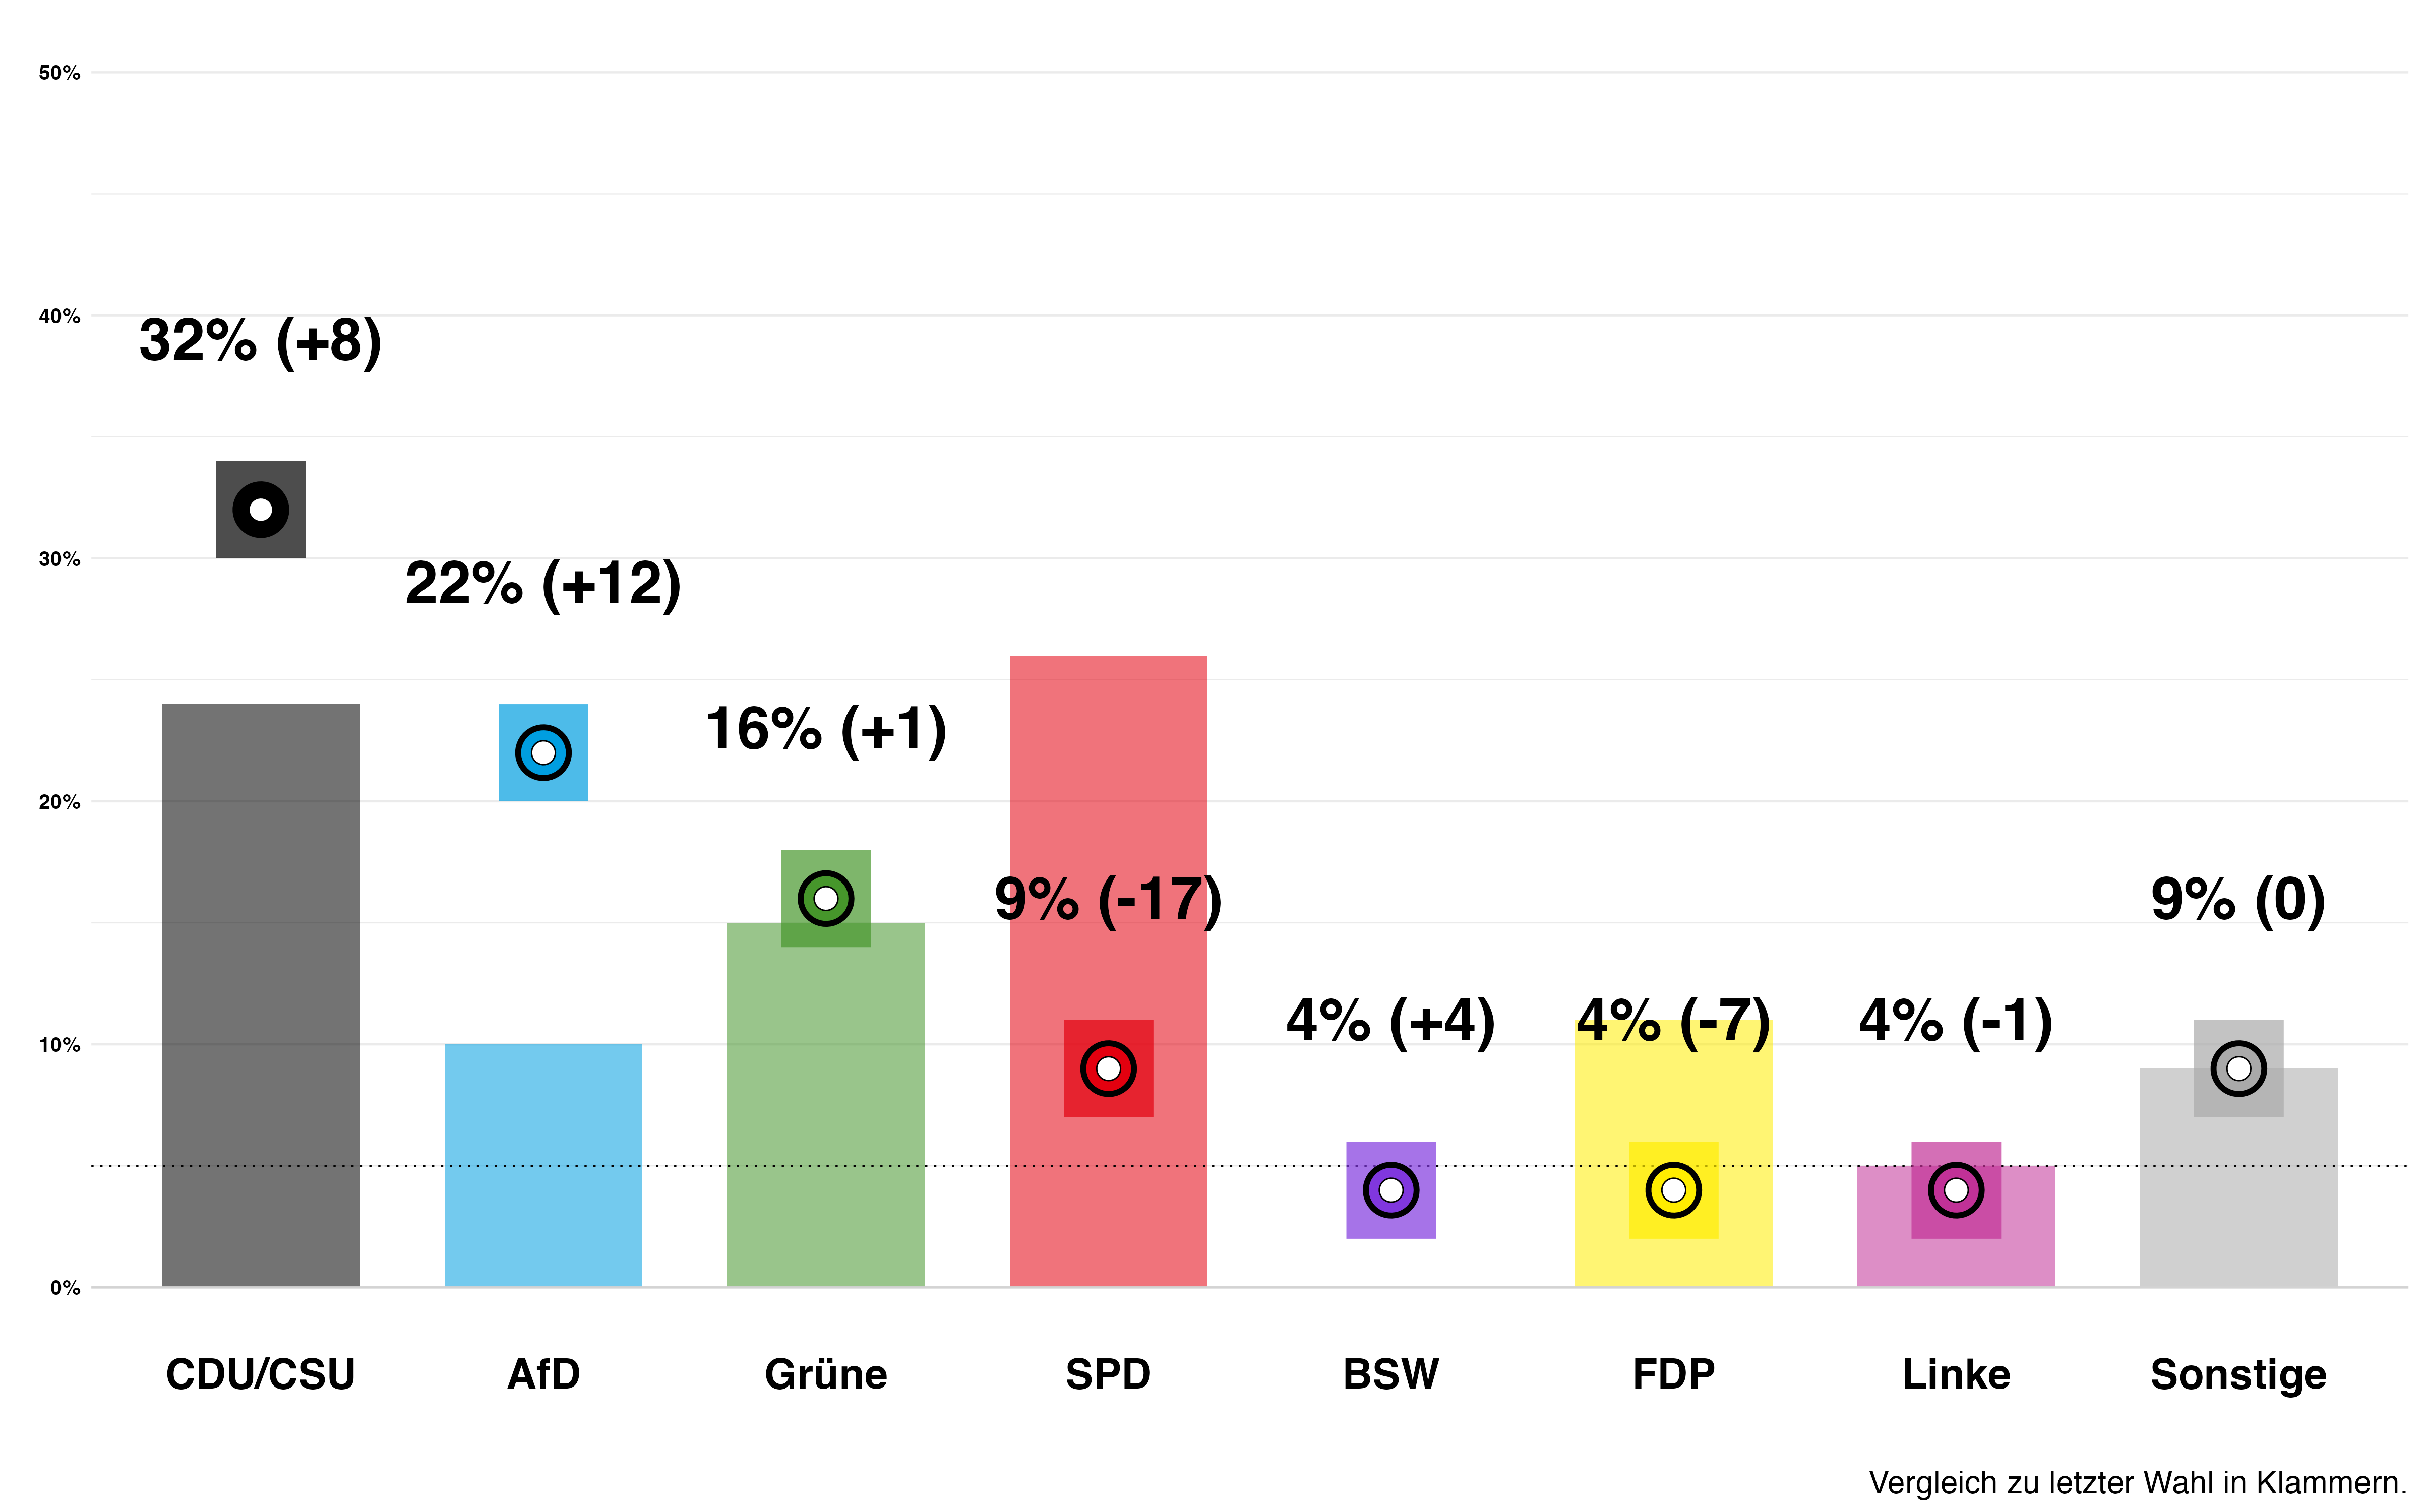 50%
40%
32% (+8)
30%
22% (+12)
16% (+1)
20%
9% (-17)
9% (0)
4% (+4)
4% (-7)
4% (-1)
10%
0%
CDU/CSU
AfD
Grüne
SPD
BSW
FDP
Linke
Sonstige
Vergleich zu letzter Wahl in Klammern.